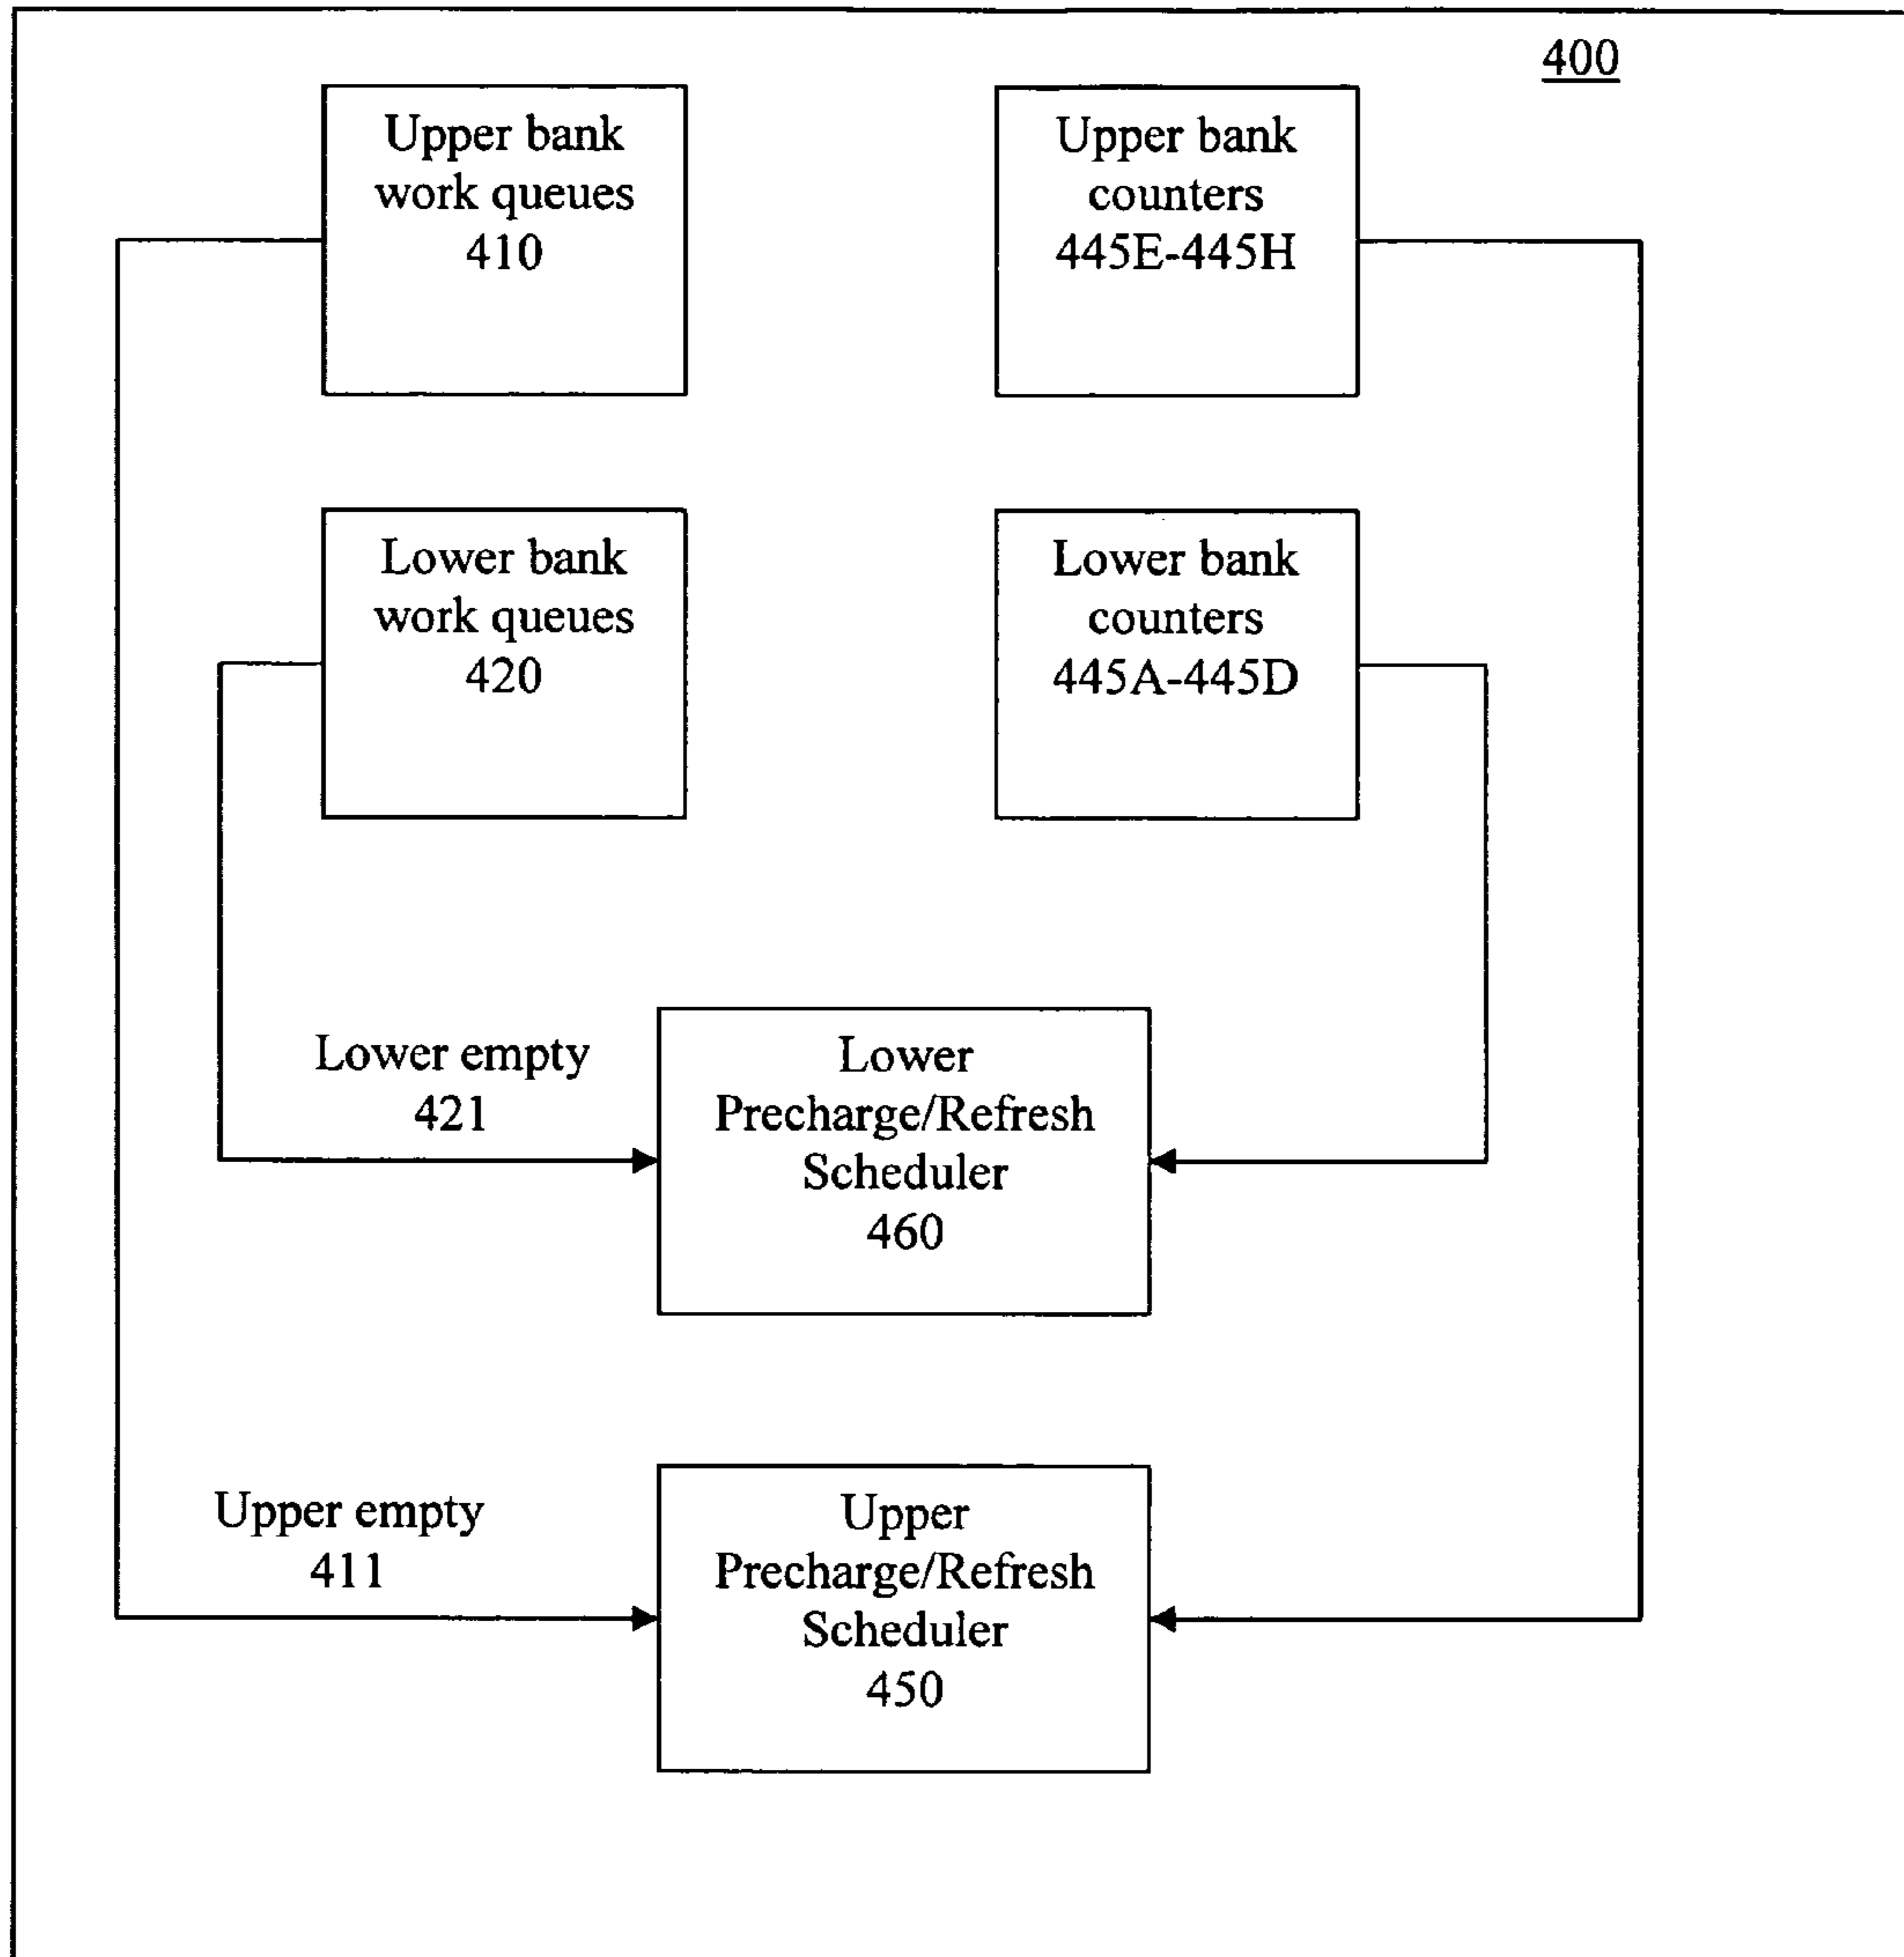 400
Upper bank
work queues
410
Upper bank
counters
445E-445H
Lower bank
work queues
420
Lower bank
counters
445A-445D
Lower empty
421
Lower
Precharge/Refresh
Scheduler
460
Upper empty
411
Upper
Precharge/Refresh
Scheduler
450